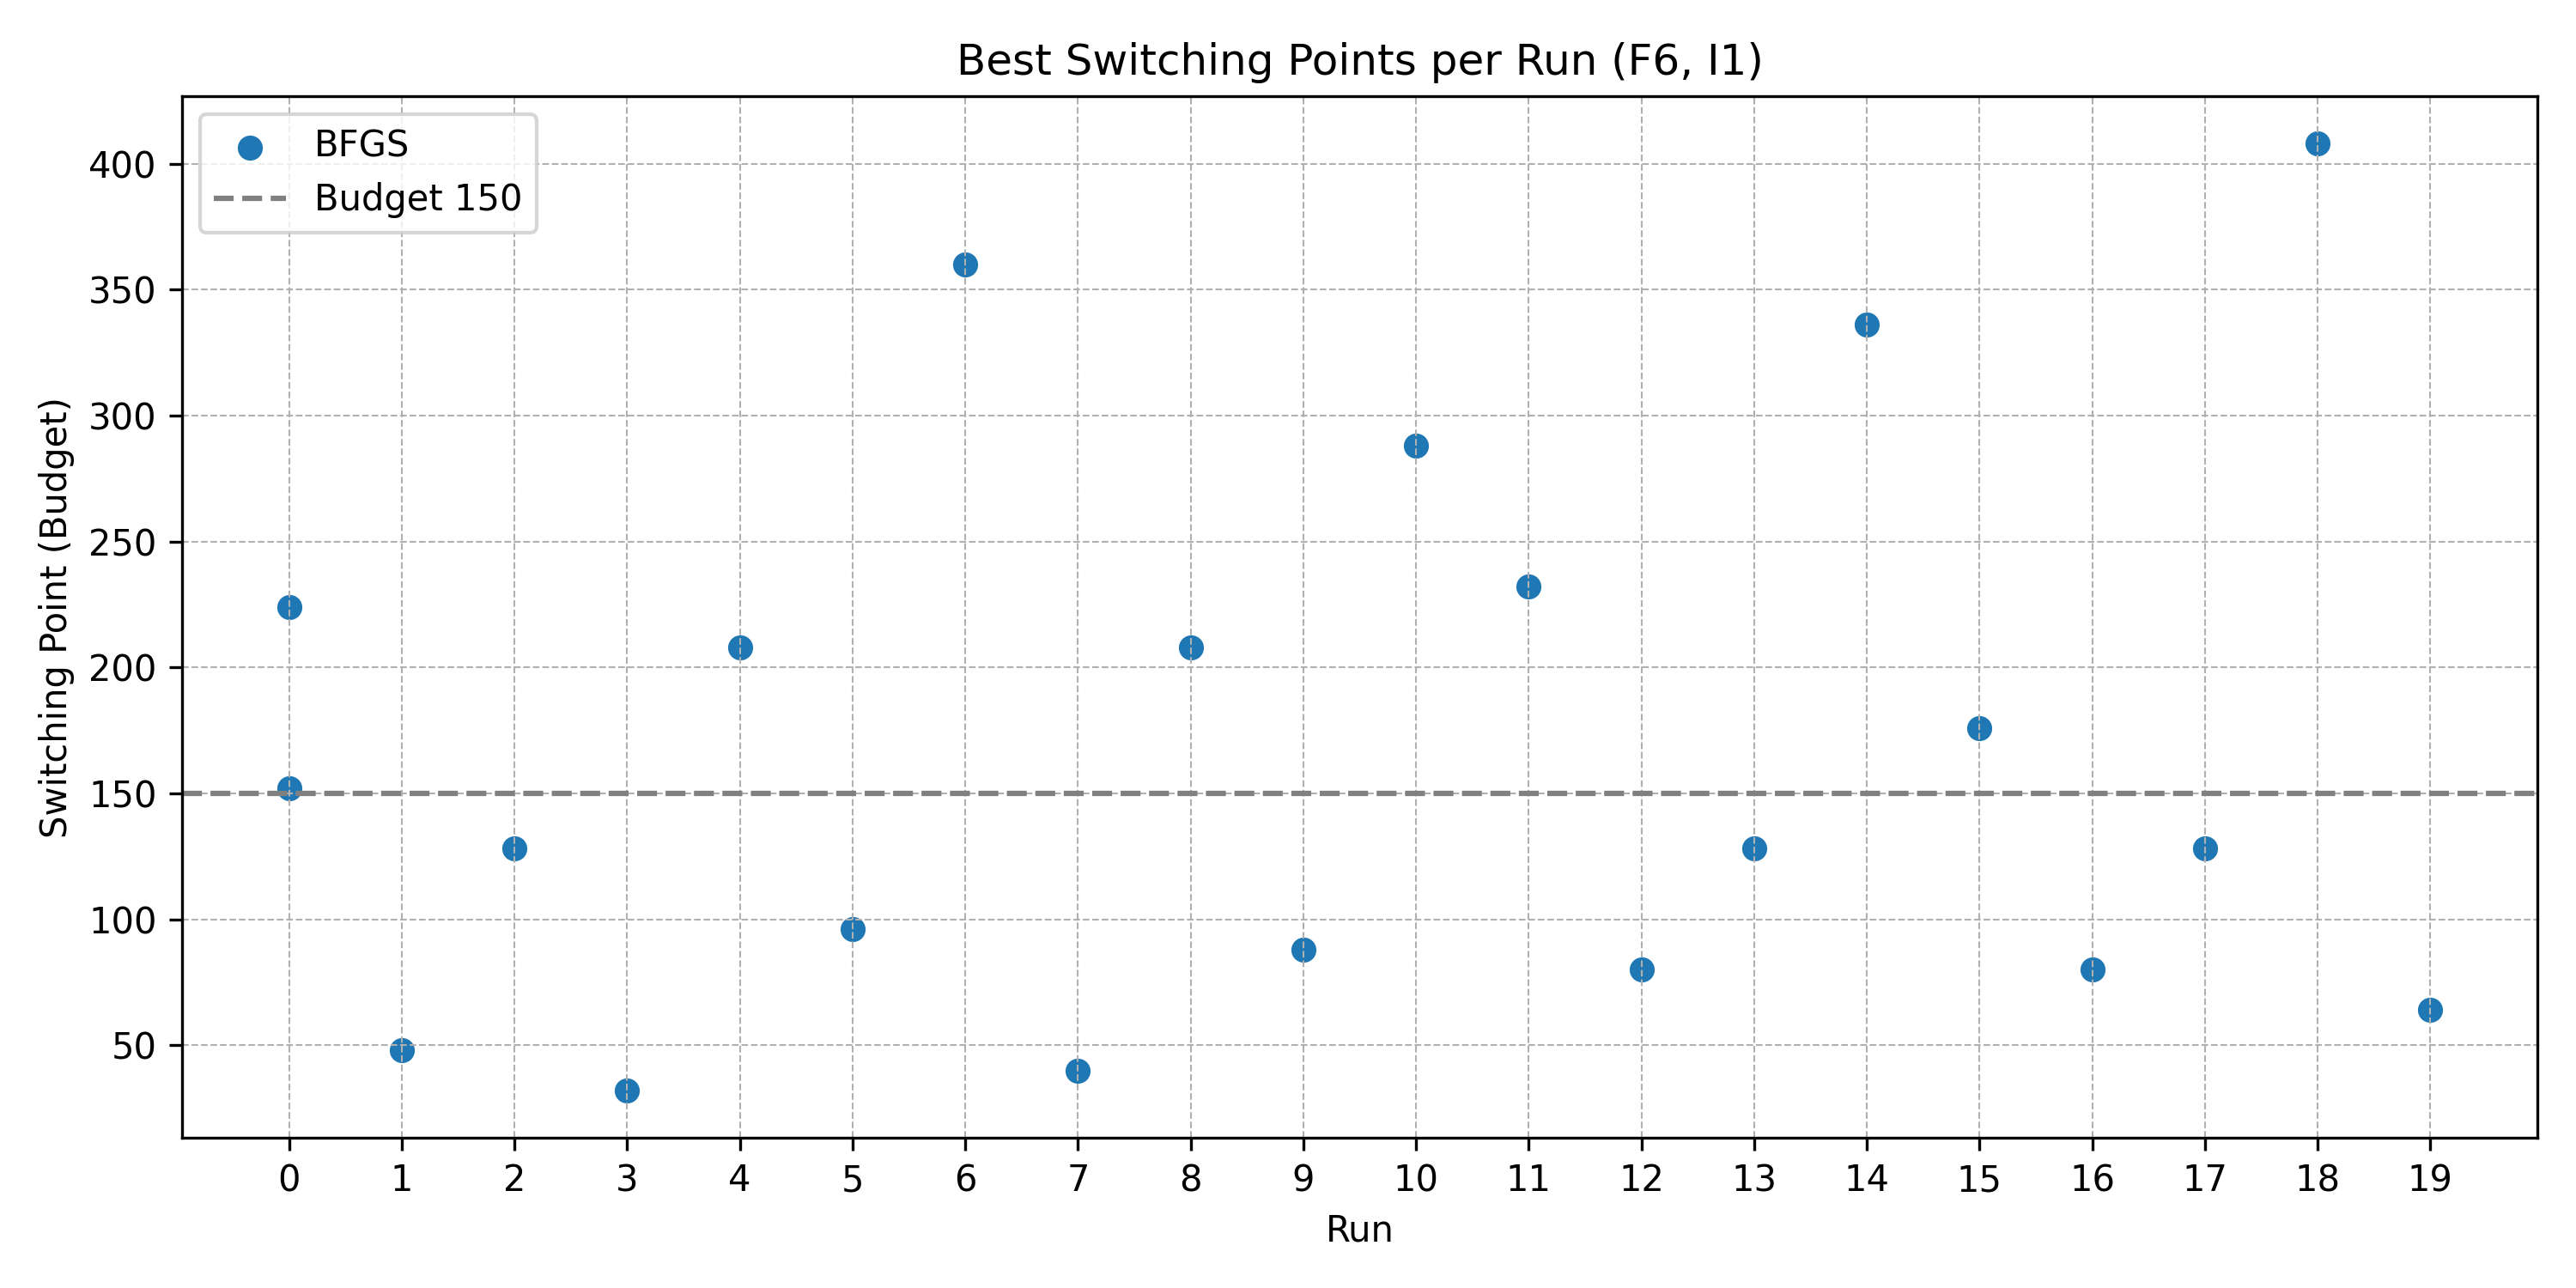 Best Switching Points per Run (F6, I1)
BFGS
Budget 150
Switching Point (Budget)
400
350
300
250
200
150
100
50
0 1 2 3 4 5 6 7 8 9 10 11 12 13 14 15 16 17 18 19
Run